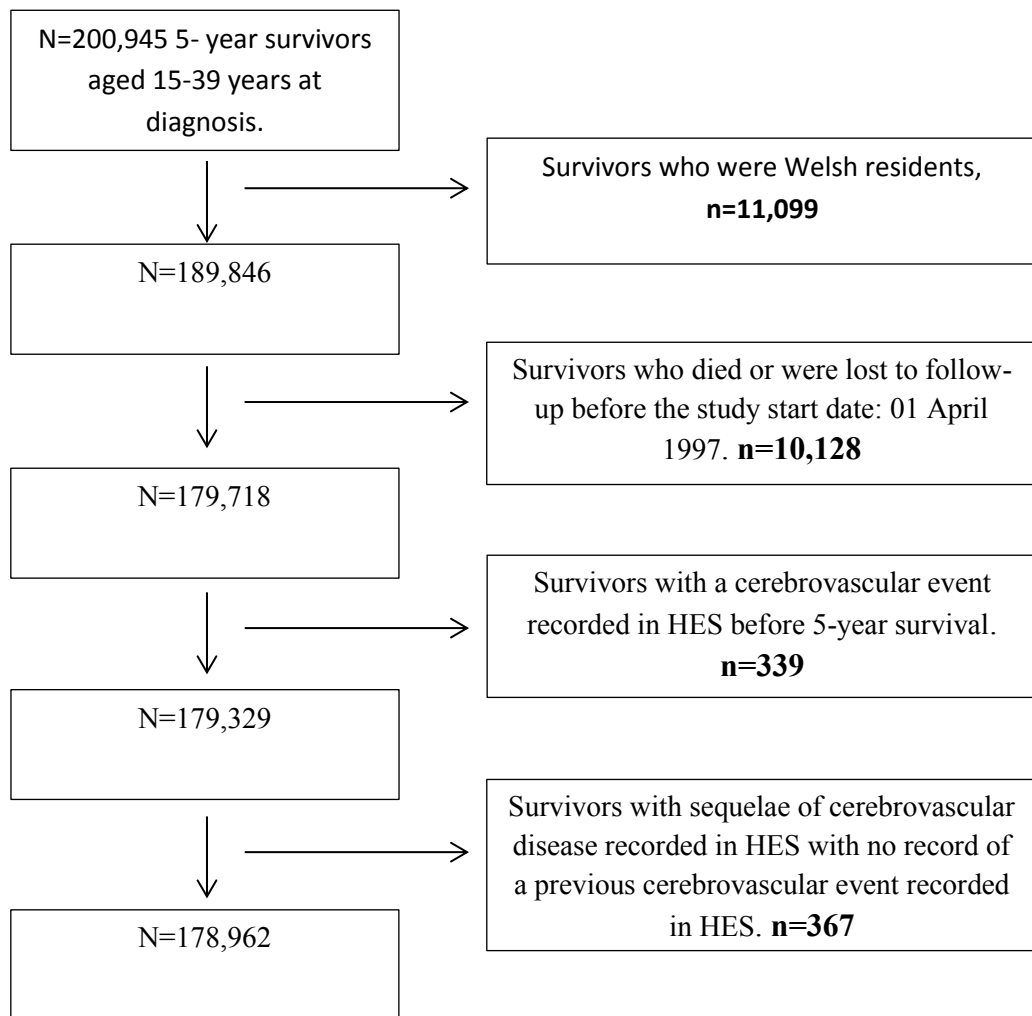 N=200,945 5- year survivors
aged 15-39 years at
diagnosis.
Survivors who were Welsh residents,
n=11,099
N=189,846
Survivors who died or were lost to follow-
up before the study start date: 01 April
1997. n=10,128
N=179,718
Survivors with a cerebrovascular event
recorded in HES before 5-year survival.
n=339
N=179,329
Survivors with sequelae of cerebrovascular
disease recorded in HES with no record of
a previous cerebrovascular event recorded
in HES. n=367
N=178,962